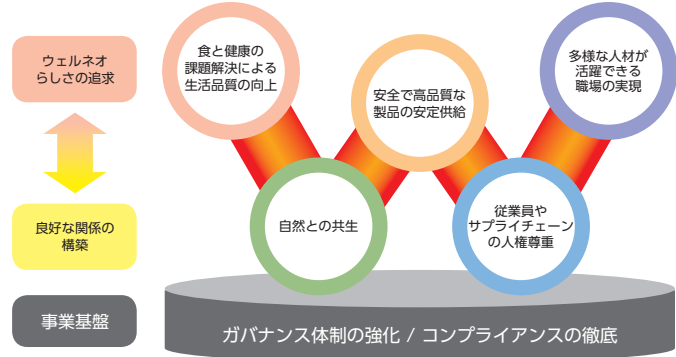 ウェルネオ
らしさの追求
良好な関係の
構築
事業基盤
食と健康の
課題解決による
生活品質の向上
安全で高品質な
製品の安定供給
多様な人材が
活躍できる
職場の実現
自然との共生
従業員や
サプライチェーン
の人権尊重
ガバナンス体制の強化 / コンプライアンスの徹底